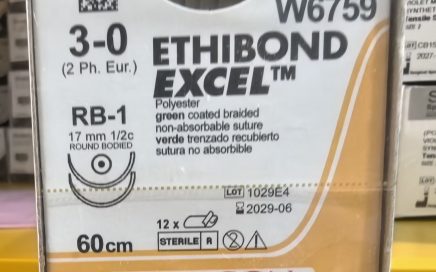 W6759
3-0
(2 Ph. Eur.)
ETHIBOND
EXCEL™
RB-1
17 mm 1/2c
ROUND BODIED
Polyester
green coated braided
non-absorbable suture
verde trenzado recubierto
sutura no absorbible
LOT 1029E4
2029-06
12 x
60cm
STERILE R